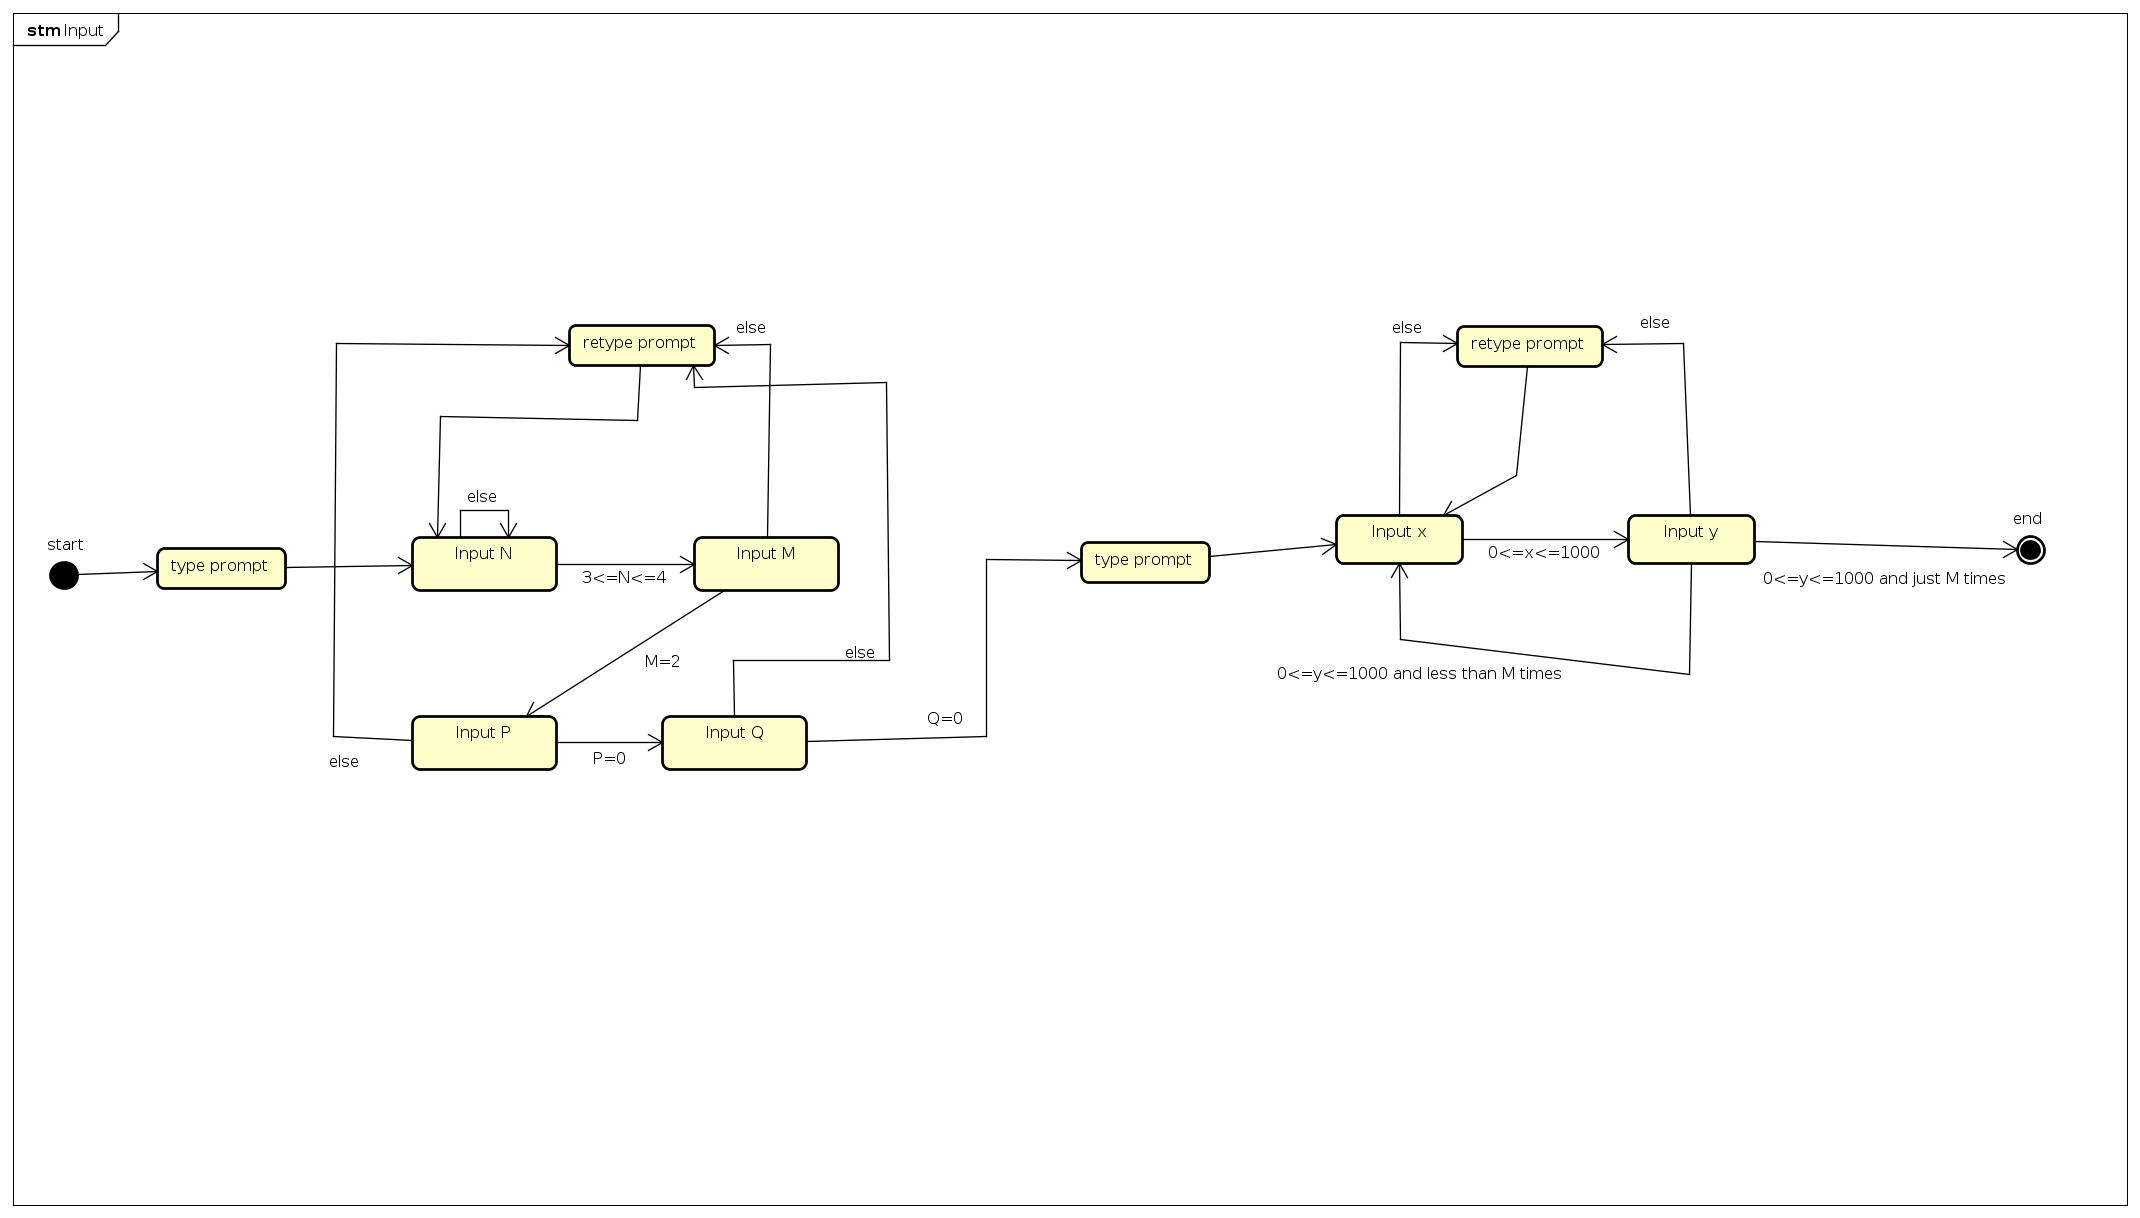 stm Input
start
type prompt
else
retype prompt
else
else
Input N
3<=N<=4
Input M
M=2
else
else
Input P
P=0
Input Q
Q=0
type prompt
else
retype prompt
else
Input x
0<=x<=1000
Input y
0<=y<=1000 and less than M times
0<=y<=1000 and just M times
end